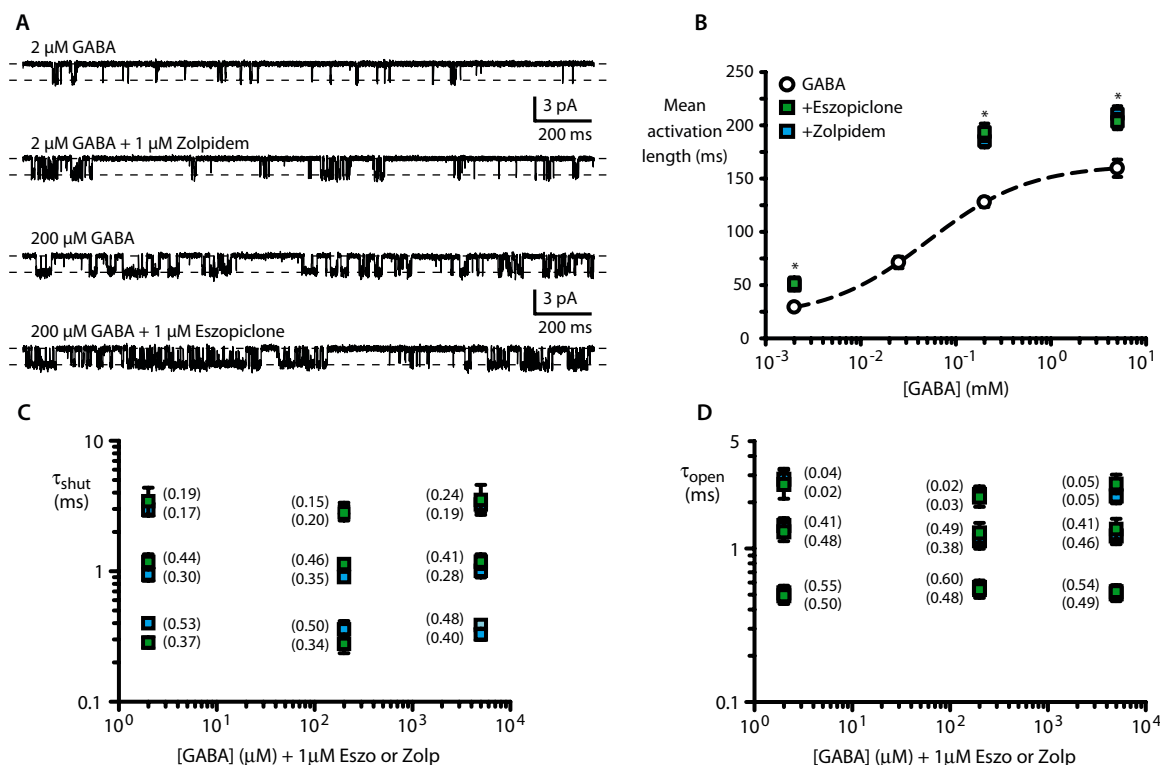 A
2 μM GABA
3 pA
200 ms
2 μM GABA + 1 μM Zolpidem
200 μM GABA
3 pA
200 ms
200 μM GABA + 1 μM Eszopiclone
B
Mean
activation
length (ms)
250
200
150
100
50
0
GABA
+Eszopiclone
+Zolpidem
*
*
*
10⁻³
10⁻²
10⁻¹
10⁰
10¹
[GABA] (mM)
C
τshut
(ms)
10
1
0.1
(0.19)
(0.17)
(0.44)
(0.30)
(0.53)
(0.37)
(0.15)
(0.20)
(0.46)
(0.35)
(0.50)
(0.34)
(0.24)
(0.19)
(0.41)
(0.28)
(0.48)
(0.40)
10⁰
10¹
10²
10³
10⁴
[GABA] (μM) + 1μM Eszo or Zolp
D
τopen
(ms)
5
1
0.1
(0.04)
(0.02)
(0.41)
(0.48)
(0.55)
(0.50)
(0.02)
(0.03)
(0.49)
(0.38)
(0.60)
(0.48)
(0.05)
(0.05)
(0.41)
(0.46)
(0.54)
(0.49)
10⁰
10¹
10²
10³
10⁴
[GABA] (μM) + 1μM Eszo or Zolp